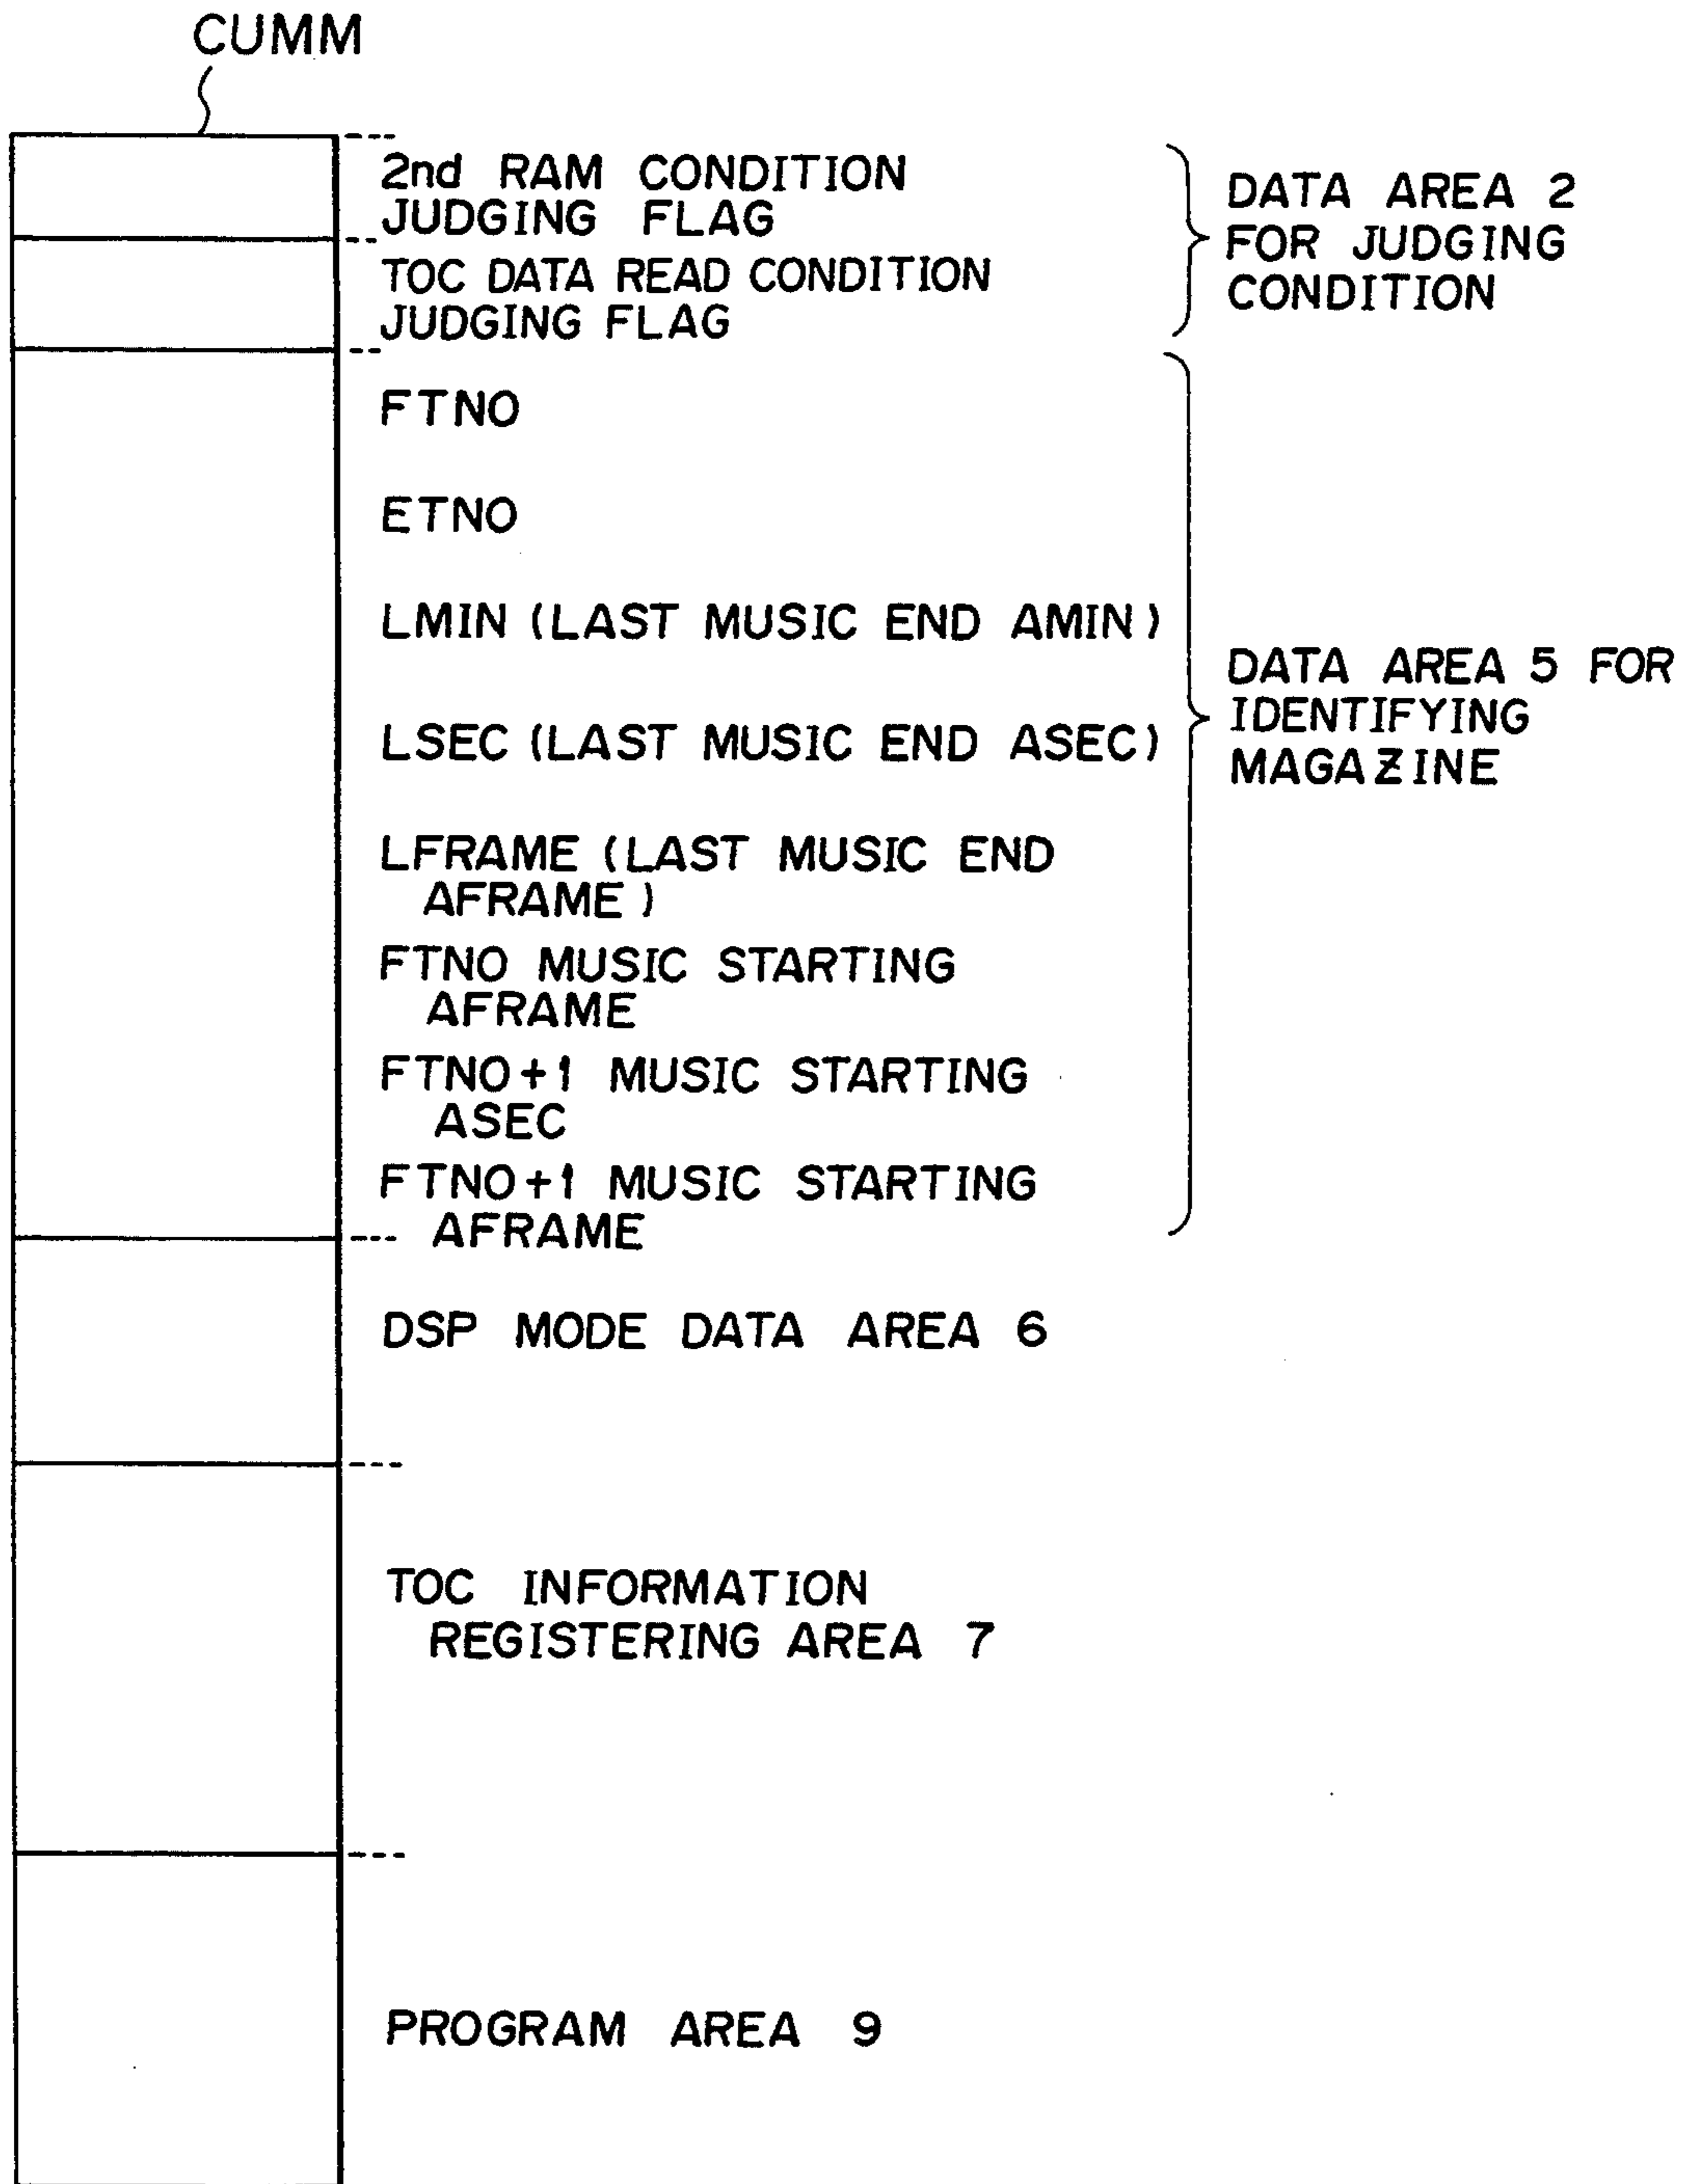 CUMM
2nd RAM CONDITION
JUDGING FLAG
TOC DATA READ CONDITION
JUDGING FLAG
DATA AREA 2
FOR JUDGING
CONDITION
FTNO
ETNO
LMIN (LAST MUSIC END AMIN)
LSEC (LAST MUSIC END ASEC)
LFRAME (LAST MUSIC END
AFRAME)
FTNO MUSIC STARTING
AFRAME
FTNO+1 MUSIC STARTING
ASEC
FTNO+1 MUSIC STARTING
AFRAME
DATA AREA 5 FOR
IDENTIFYING
MAGAZINE
DSP MODE DATA AREA 6
TOC INFORMATION
REGISTERING AREA 7
PROGRAM AREA 9